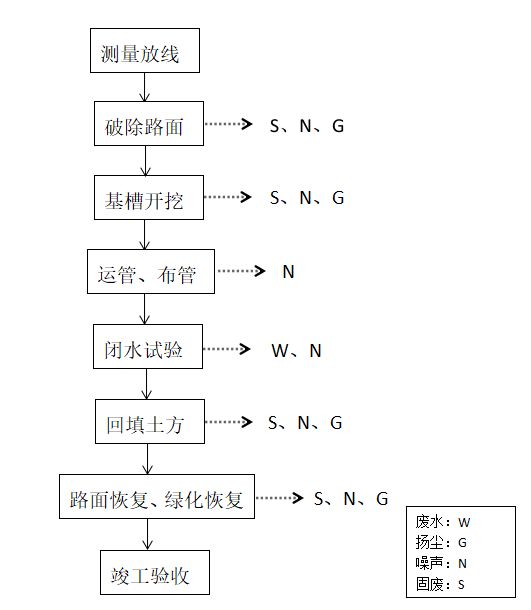 测量放线
破除路面
S、N、G
基槽开挖
S、N、G
运管、布管
N
闭水试验
W、N
回填土方
S、N、G
路面恢复、绿化恢复
S、N、G
竣工验收
废水：W
扬尘：G
噪声：N
固废：S